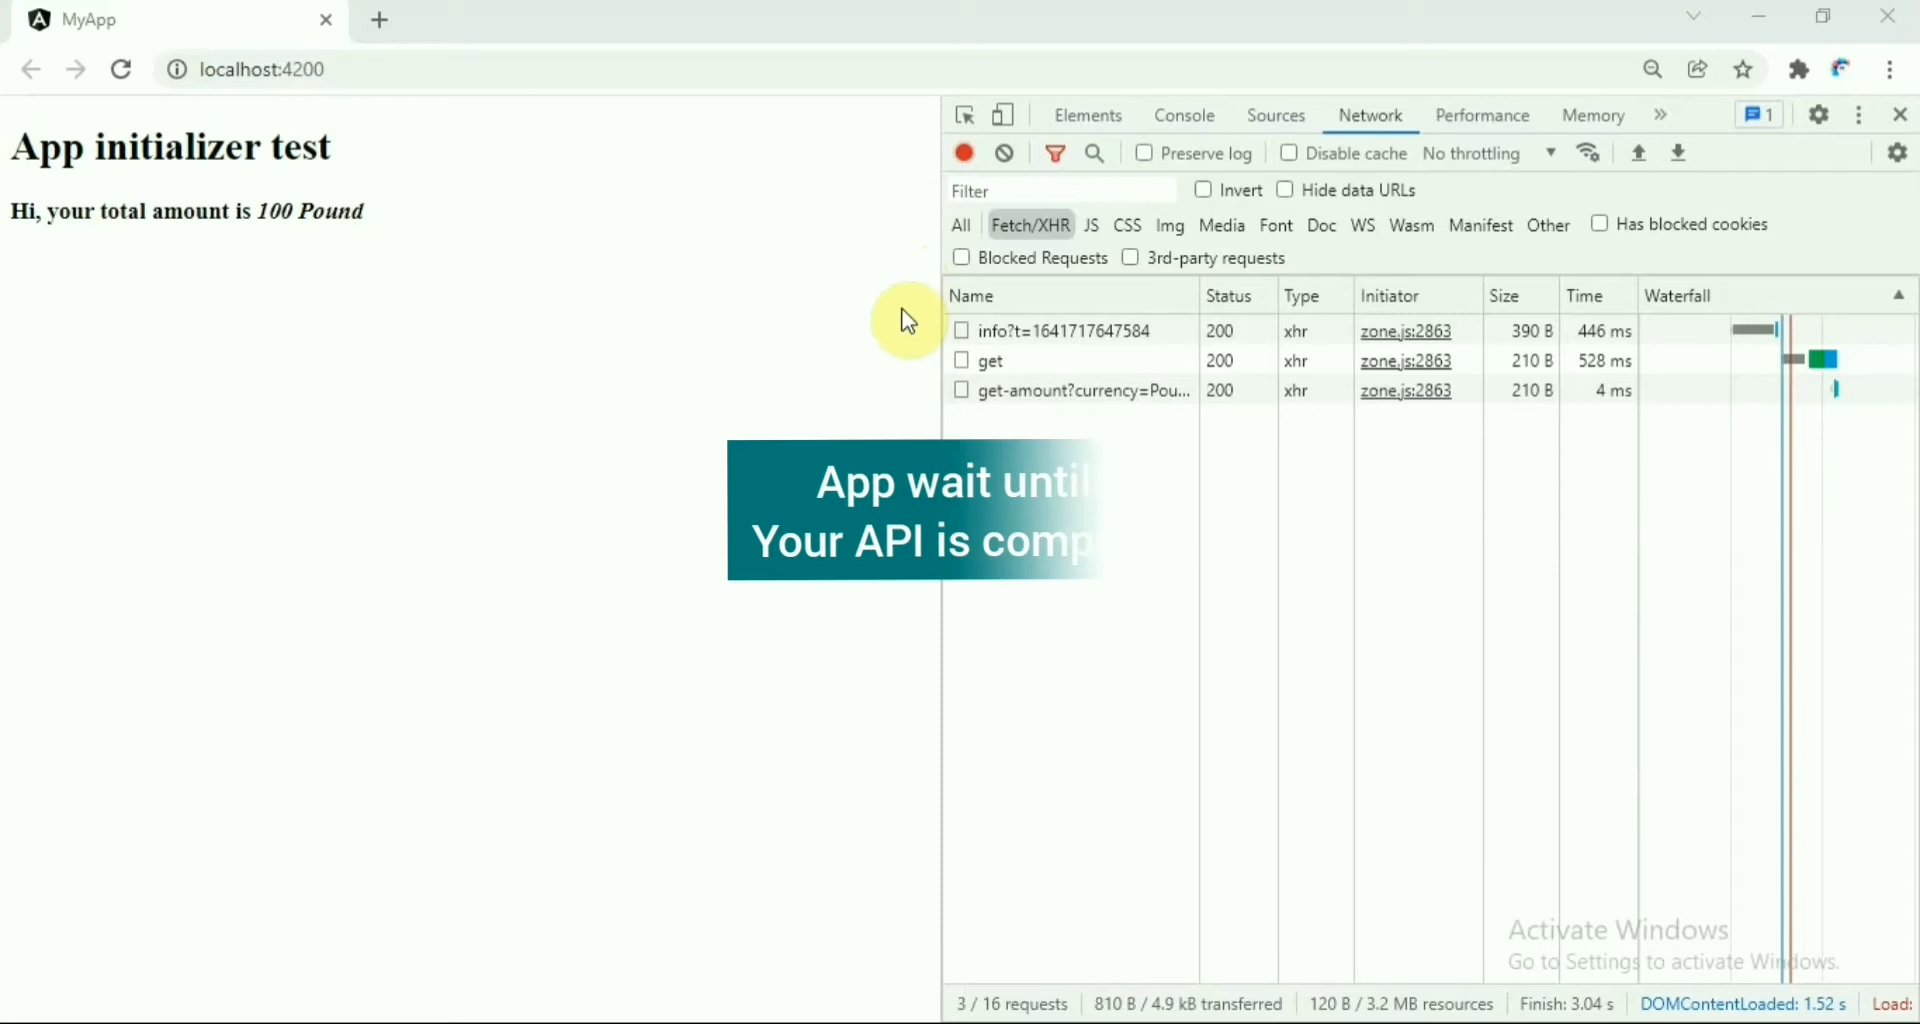 MyApp
localhost:4200
App initializer test
Hi, your total amount is 100 Pound
Elements Console Sources Network Performance Memory 1
Preserve log Disable cache No throttling
Filter Invert Hide data URLs
All Fetch/XHR JS CSS Img Media Font Doc WS Wasm Manifest Other Has blocked cookies
Blocked Requests 3rd-party requests
Name Status Type Initiator Size Time Waterfall
info?t=1641717647584 200 xhr zone.js:2863 390 B 446 ms
get 200 xhr zone.js:2863 210 B 528 ms
get-amount?currency=Pou... 200 xhr zone.js:2863 210 B 4 ms
App wait until
Your API is comp
Activate Windows
Go to Settings to activate Windows.
3 / 16 requests 810 B / 4.9 kB transferred 120 B / 3.2 MB resources Finish: 3.04 s DOMContentLoaded: 1.52 s Load: